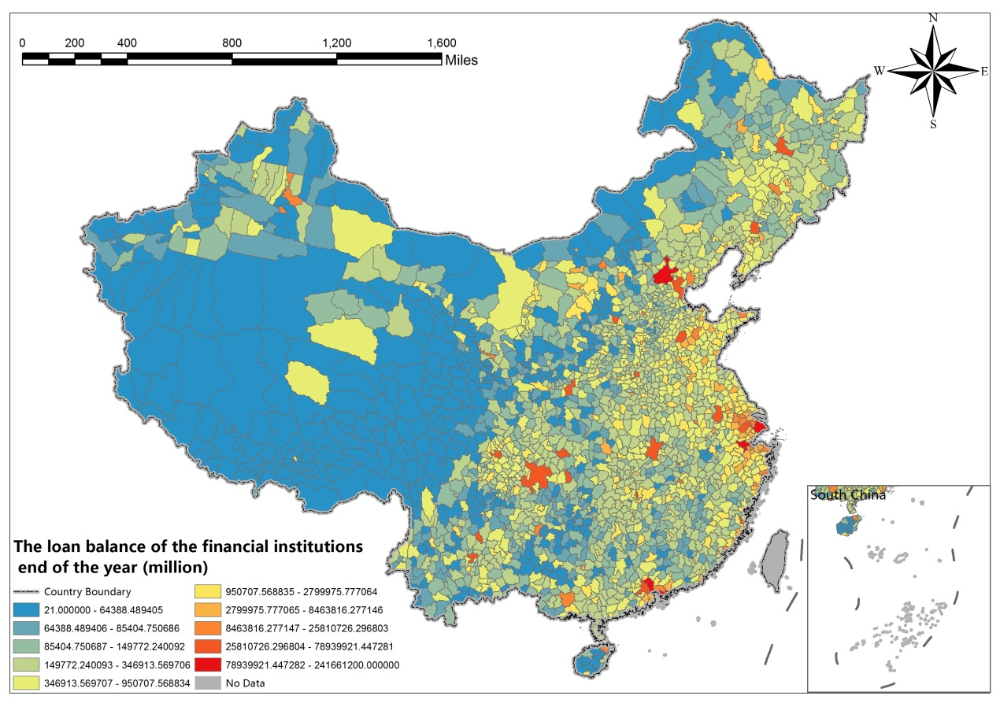 0 200 400 800 1,200 1,600
Miles
N
W E
S
South China
The loan balance of the financial institutions
end of the year (million)
Country Boundary
21.000000 - 64388.489405
64388.489406 - 85404.750686
85404.750687 - 149772.240092
149772.240093 - 346913.569706
346913.569707 - 950707.568834
950707.568835 - 2799975.777064
2799975.777065 - 8463816.277146
8463816.277147 - 25810726.296803
25810726.296804 - 78939921.447281
78939921.447282 - 241661200.000000
No Data